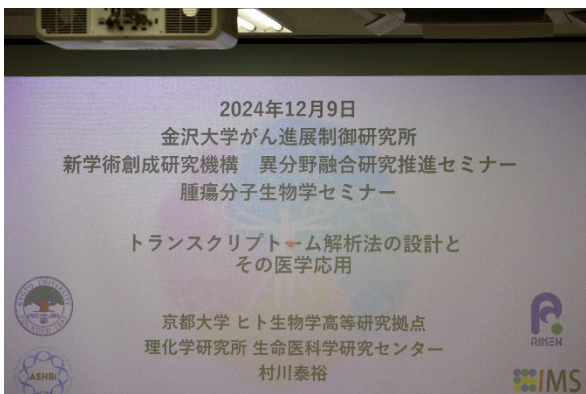 2024年12月9日
金沢大学がん進展制御研究所
新学術創成研究機構　異分野融合研究推進セミナー
腫瘍分子生物学セミナー
トランスクリプトーム解析法の設計と
その医学応用
京都大学 ヒト生物学高等研究拠点
理化学研究所 生命医科学研究センター
村川泰裕
KYOTO UNIVERSITY
FOUNDED 1897
ASHBi
RIKEN
IMS